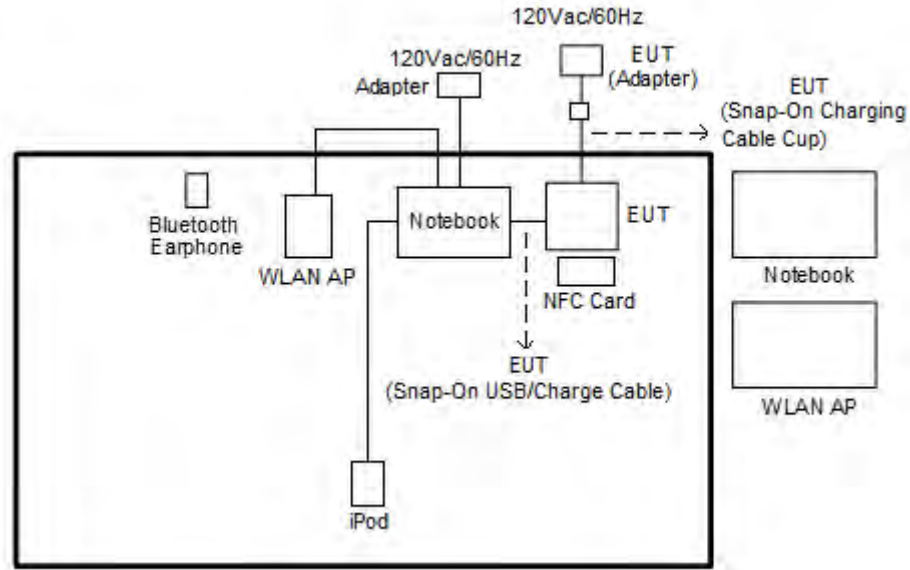 120Vac/60Hz
EUT
(Adapter)
120Vac/60Hz
Adapter
EUT
(Snap-On Charging
Cable Cup)
Bluetooth
Earphone
WLAN AP
Notebook
EUT
NFC Card
Notebook
EUT
(Snap-On USB/Charge Cable)
WLAN AP
iPod